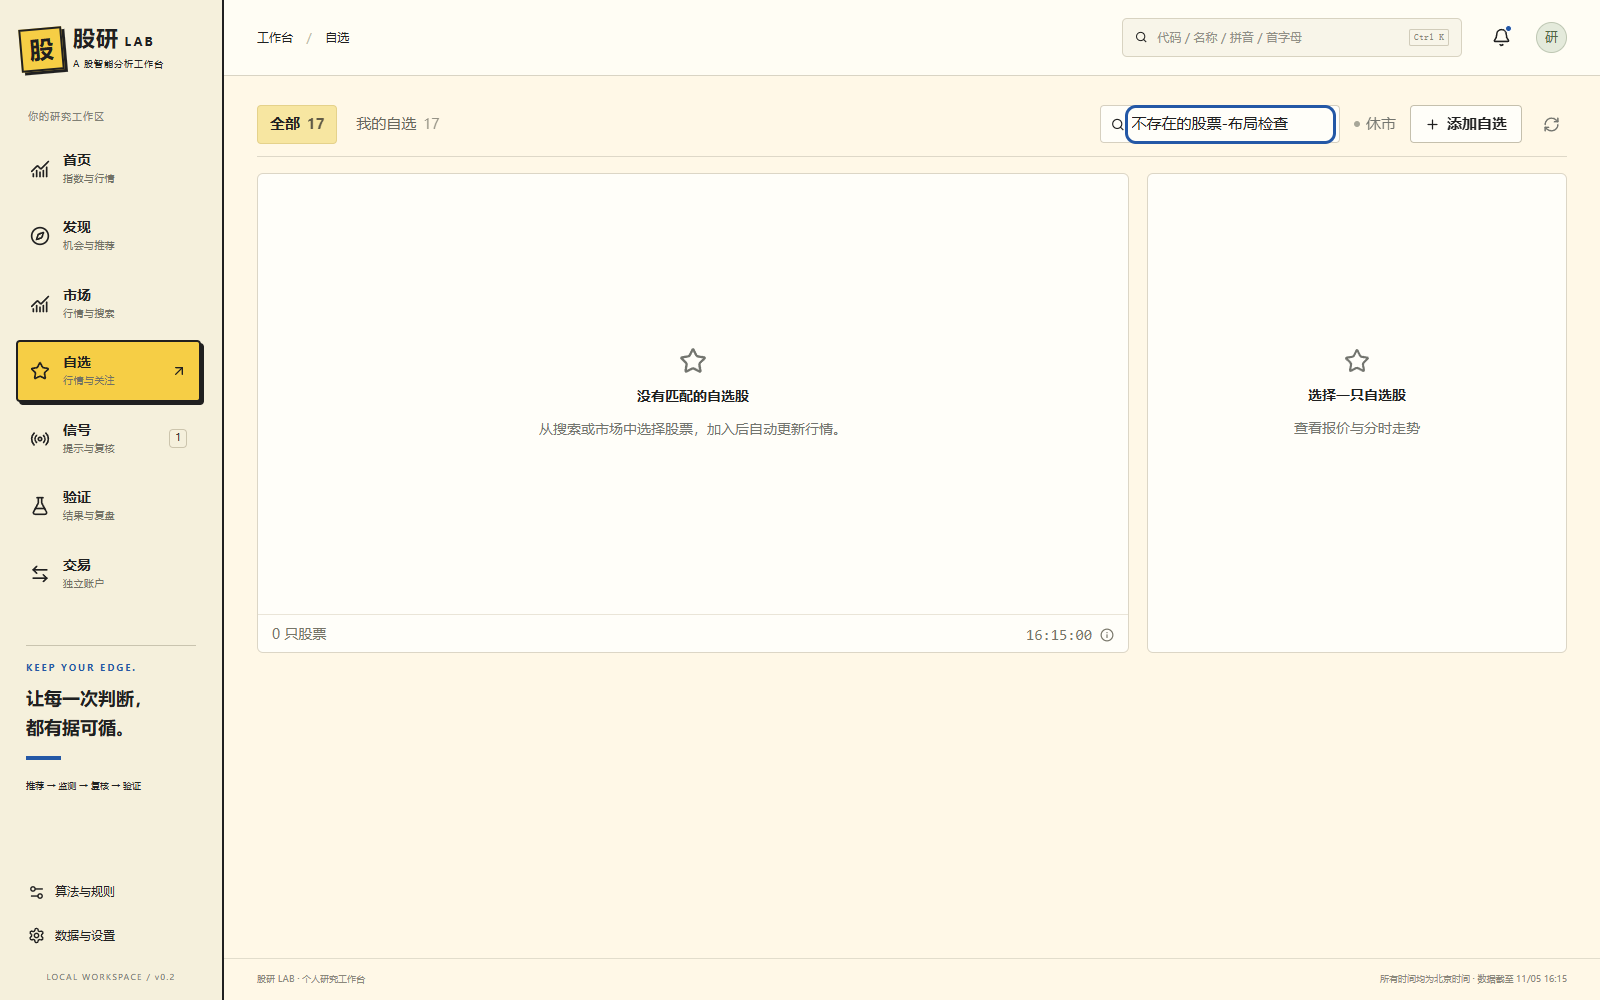 股
股研 LAB
A 股智能分析工作台
你的研究工作区
首页
指数与行情
发现
机会与推荐
市场
行情与搜索
自选
行情与关注
信号
提示与复核
1
验证
结果与复盘
交易
独立账户
KEEP YOUR EDGE.
让每一次判断,
都有据可循。
推荐 → 监测 → 复核 → 验证
算法与规则
数据与设置
LOCAL WORKSPACE / v0.2
工作台 / 自选
代码 / 名称 / 拼音 / 首字母
Ctrl K
研
全部 17
我的自选 17
不存在的股票-布局检查
休市
+ 添加自选
没有匹配的自选股
从搜索或市场中选择股票，加入后自动更新行情。
0 只股票
16:15:00
选择一只自选股
查看报价与分时走势
股研 LAB · 个人研究工作台
所有时间均为北京时间 · 数据截至 11/05 16:15